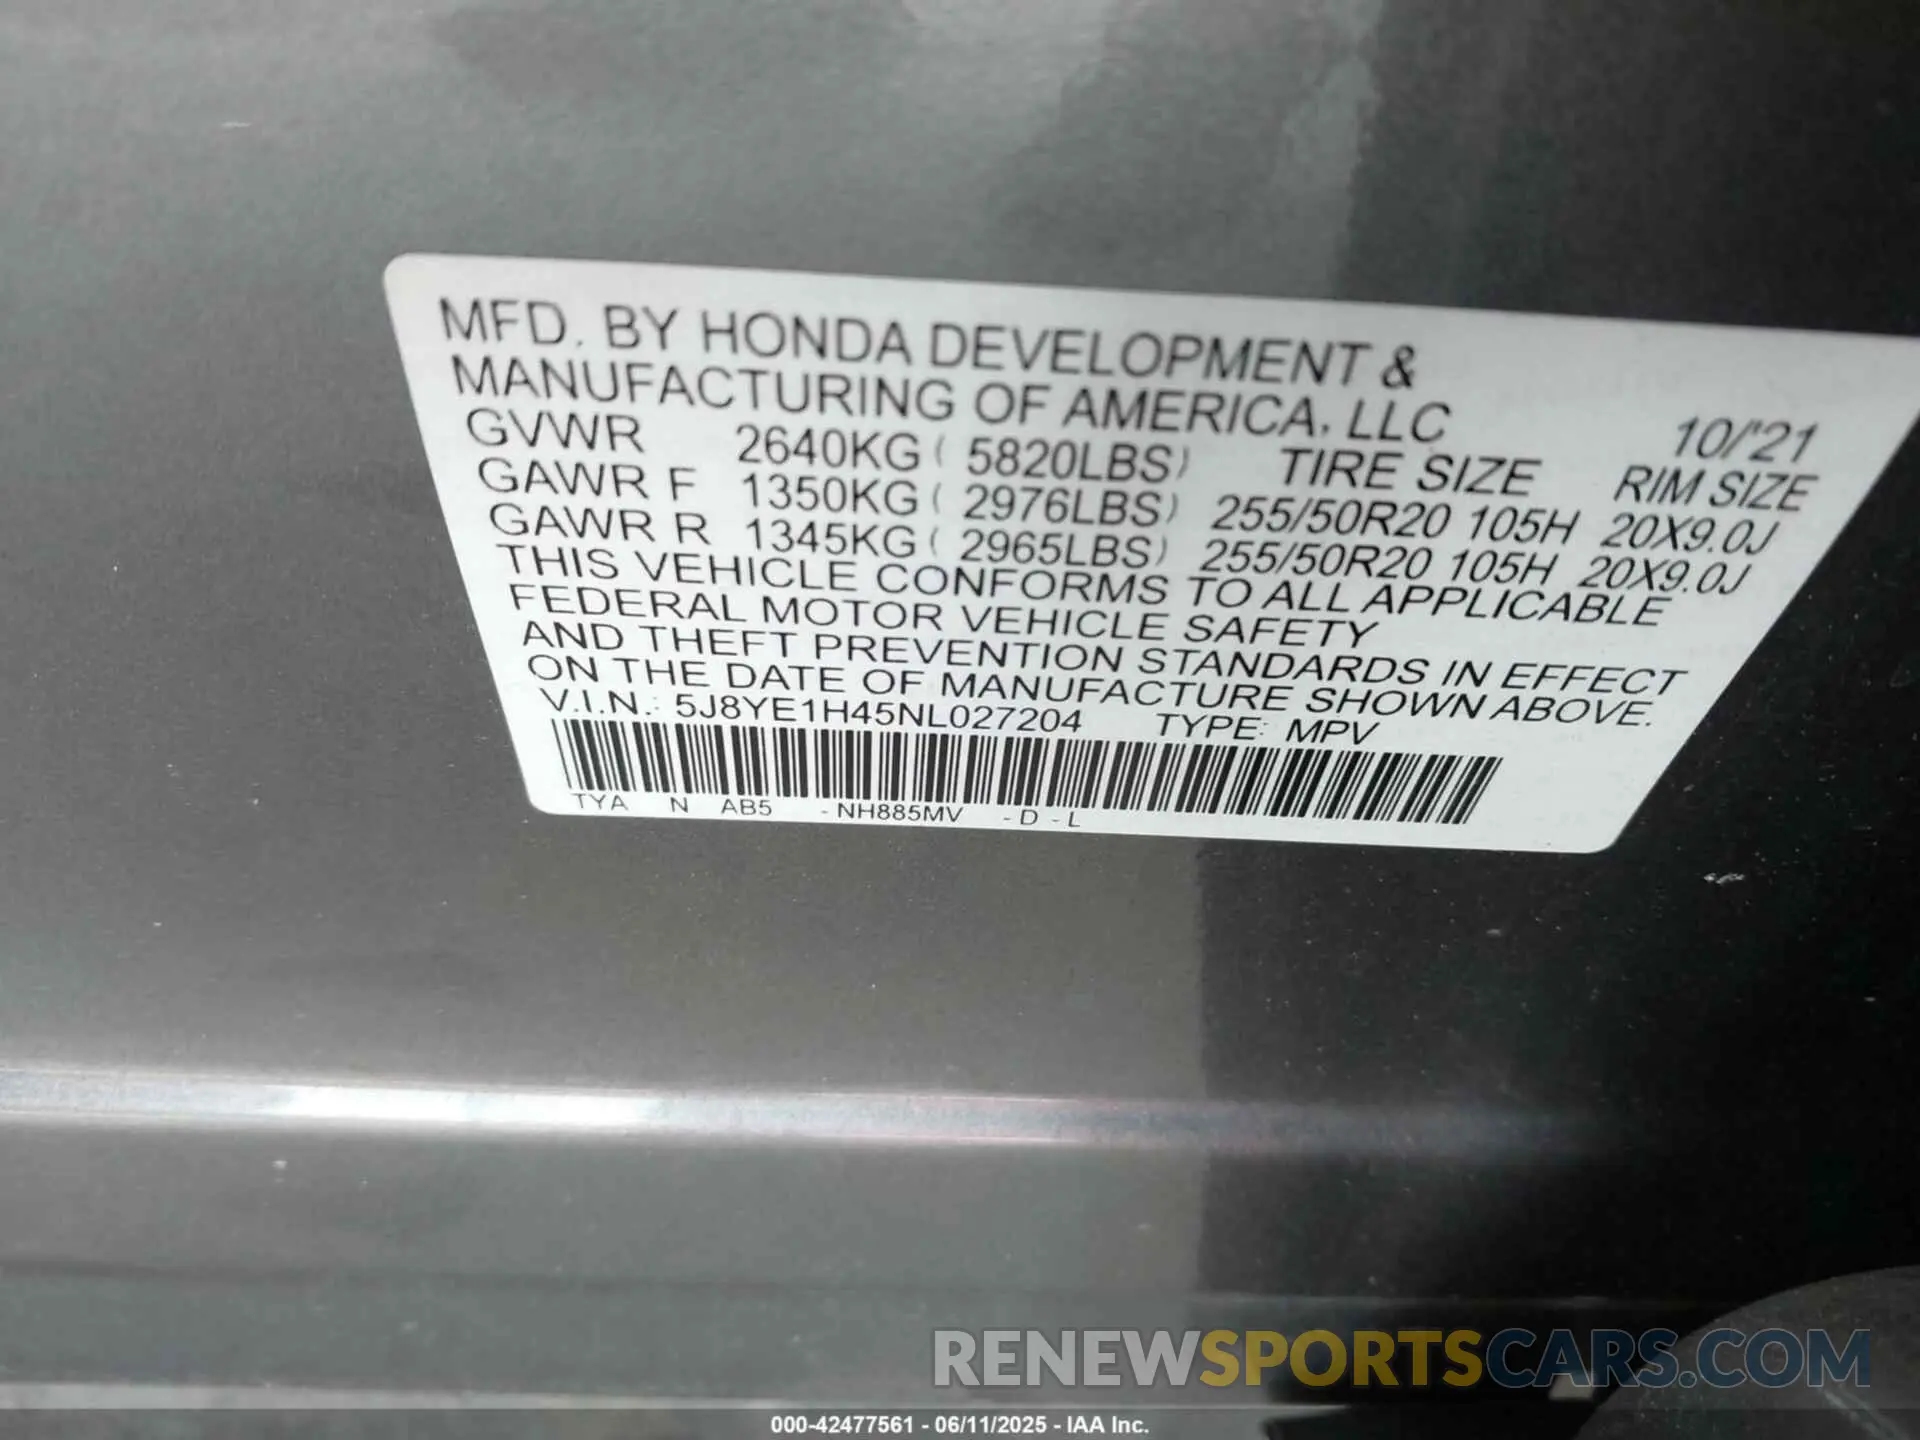 MFD. BY HONDA DEVELOPMENT &
MANUFACTURING OF AMERICA, LLC 10/'21
GVWR 2640KG ( 5820LBS) TIRE SIZE RIM SIZE
GAWR F 1350KG ( 2976LBS) 255/50R20 105H 20X9.0J
GAWR R 1345KG ( 2965LBS) 255/50R20 105H 20X9.0J
THIS VEHICLE CONFORMS TO ALL APPLICABLE
FEDERAL MOTOR VEHICLE SAFETY
AND THEFT PREVENTION STANDARDS IN EFFECT
ON THE DATE OF MANUFACTURE SHOWN ABOVE.
V.I.N.: 5J8YE1H45NL027204 TYPE: MPV
TYA N AB5 - NH885MV - D - L
RENEWSPORTSCARS.COM
000-42477561 - 06/11/2025 - IAA Inc.